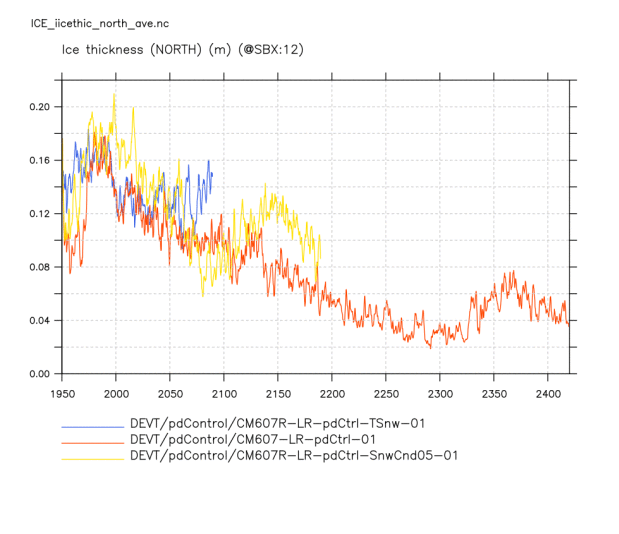 ICE_iicethic_north_ave.nc
Ice thickness (NORTH) (m) (@SBX:12)
0.20
0.16
0.12
0.08
0.04
0.00
1950 2000 2050 2100 2150 2200 2250 2300 2350 2400
DEVT/pdControl/CM607R-LR-pdCtrl-TSnw-01
DEVT/pdControl/CM607-LR-pdCtrl-01
DEVT/pdControl/CM607R-LR-pdCtrl-SnwCnd05-01